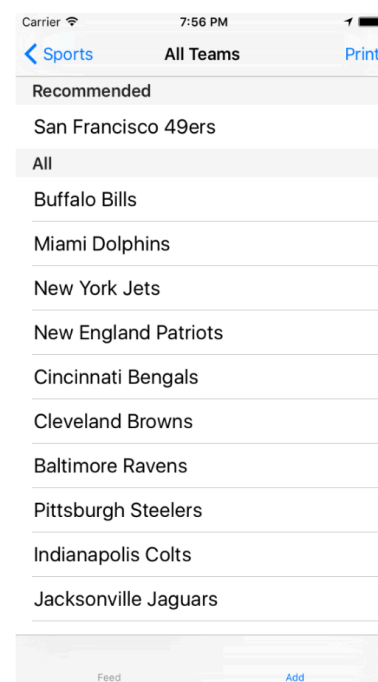 Carrier 7:56 PM
Sports All Teams Print
Recommended
San Francisco 49ers
All
Buffalo Bills
Miami Dolphins
New York Jets
New England Patriots
Cincinnati Bengals
Cleveland Browns
Baltimore Ravens
Pittsburgh Steelers
Indianapolis Colts
Jacksonville Jaguars
Feed Add